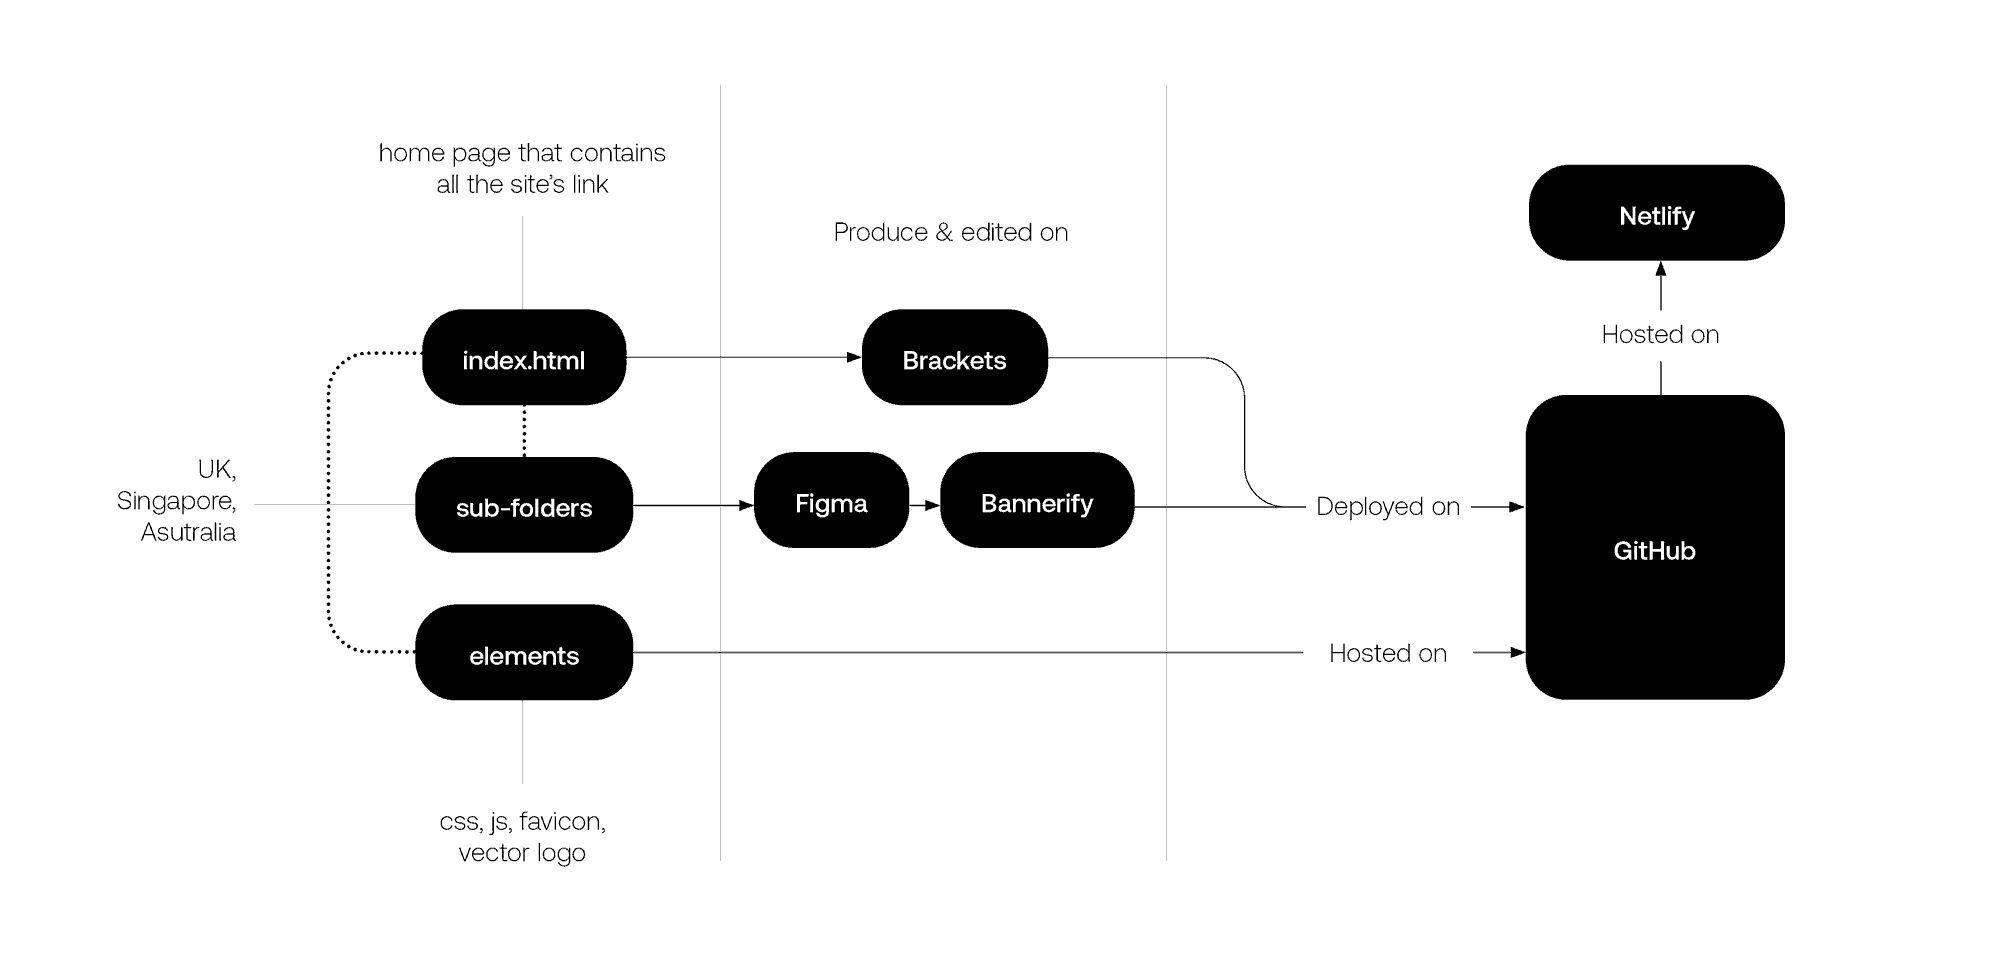 home page that contains
all the site’s link
Produce & edited on
Netlify
Hosted on
index.html
Brackets
UK,
Singapore,
Asutralia
sub-folders
Figma
Bannerify
Deployed on
GitHub
elements
Hosted on
css, js, favicon,
vector logo